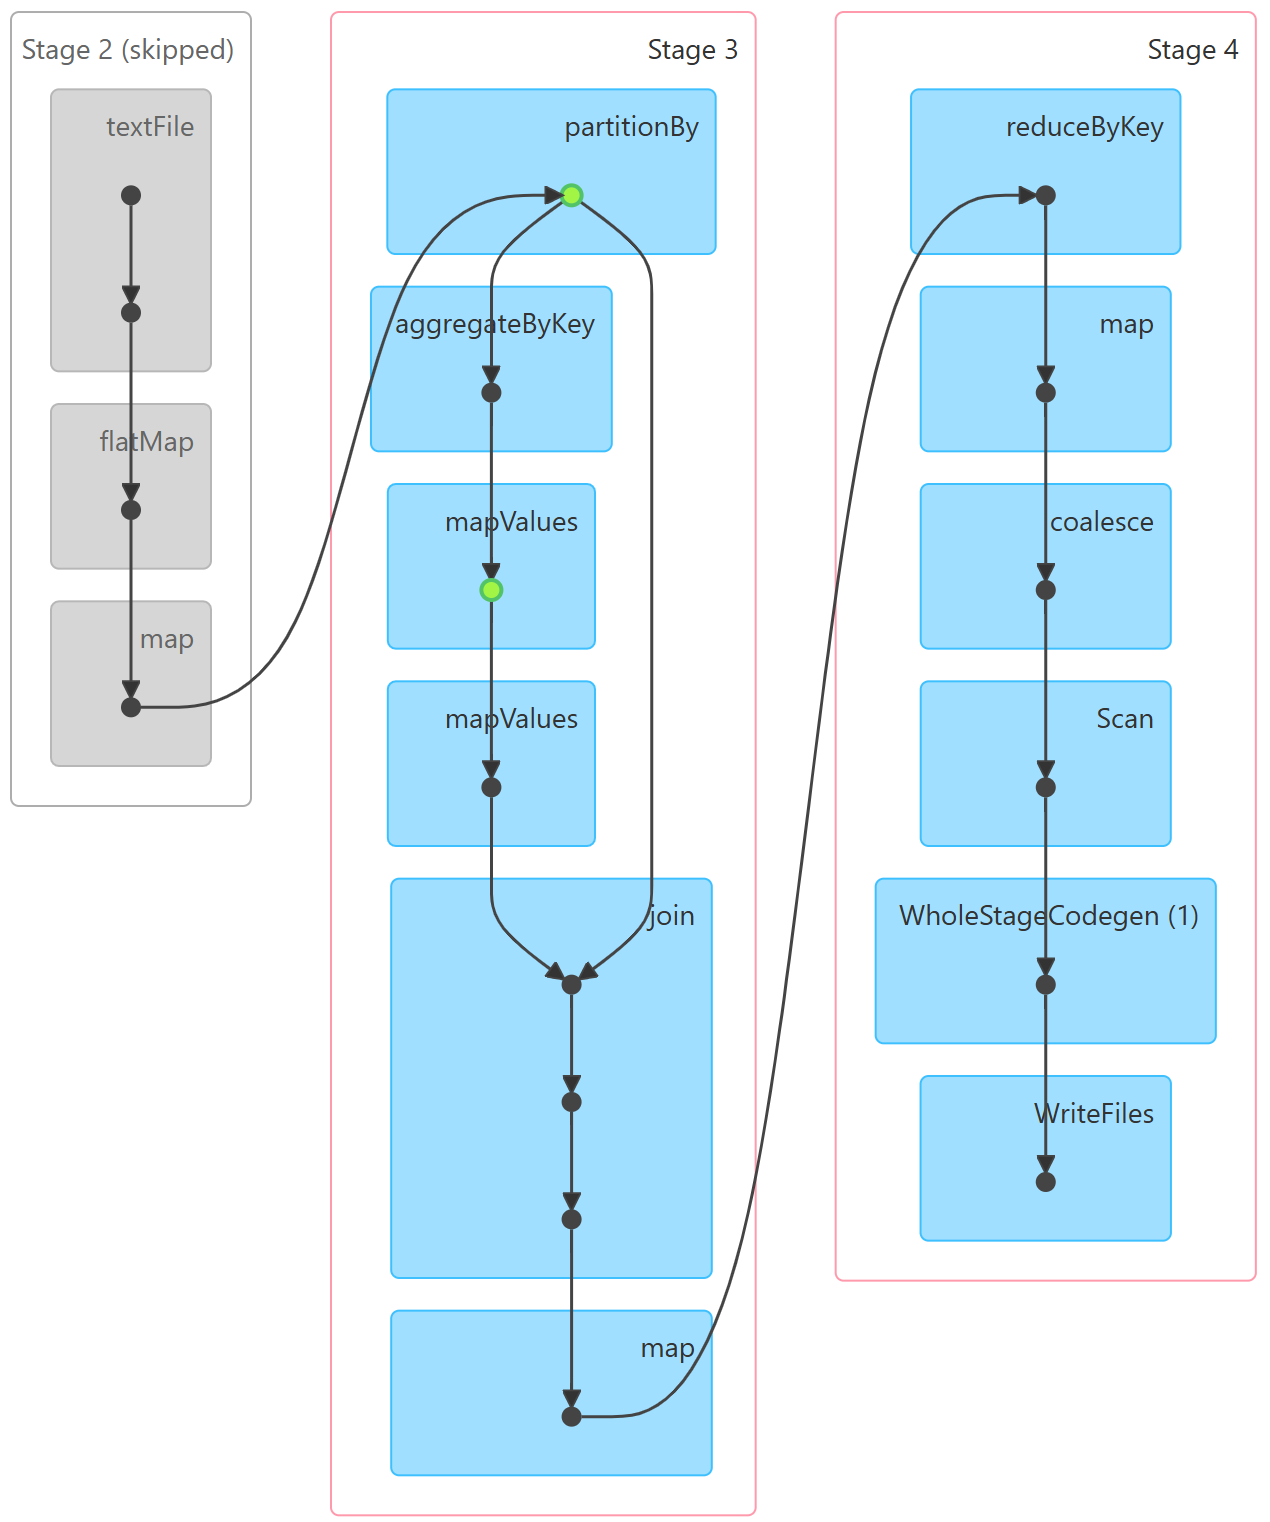 Stage 2 (skipped)
textFile
flatMap
map
Stage 3
partitionBy
aggregateByKey
mapValues
mapValues
join
map
Stage 4
reduceByKey
map
coalesce
Scan
WholeStageCodegen (1)
WriteFiles